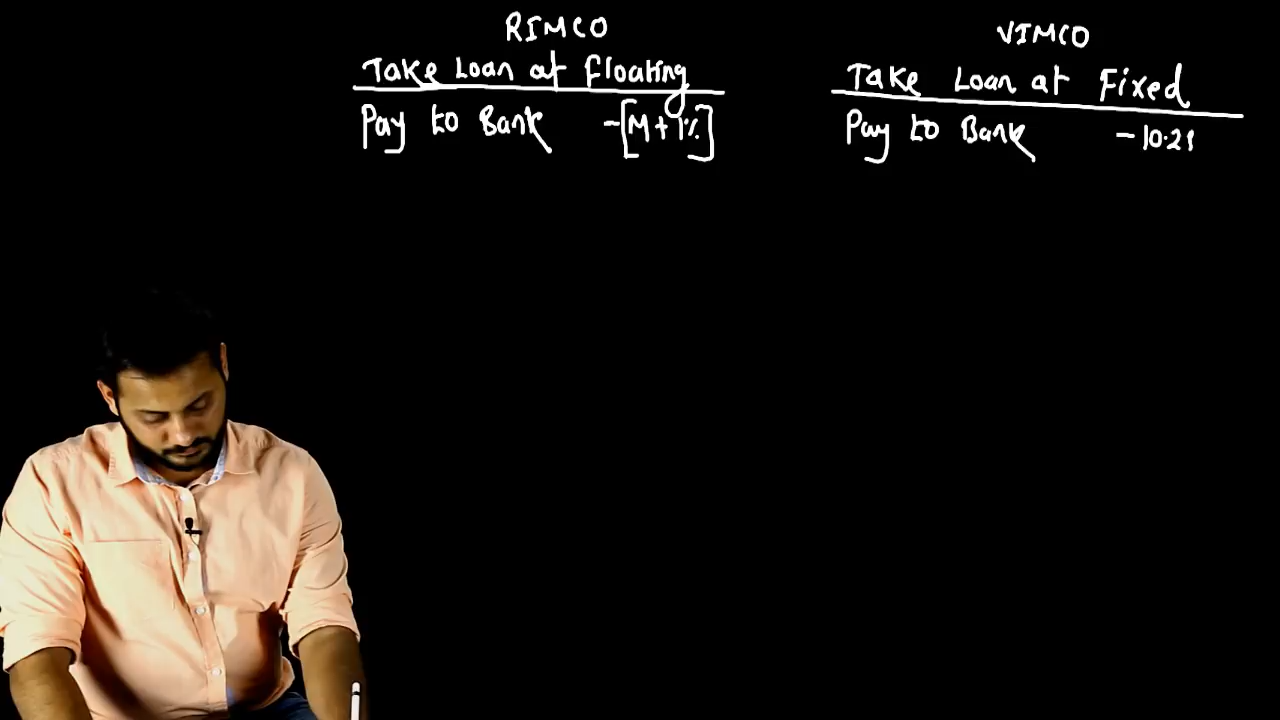 RIMCO
Take Loan at Floating
Pay to Bank -[M+1%]
VIMCO
Take Loan at Fixed
Pay to Bank -10.21